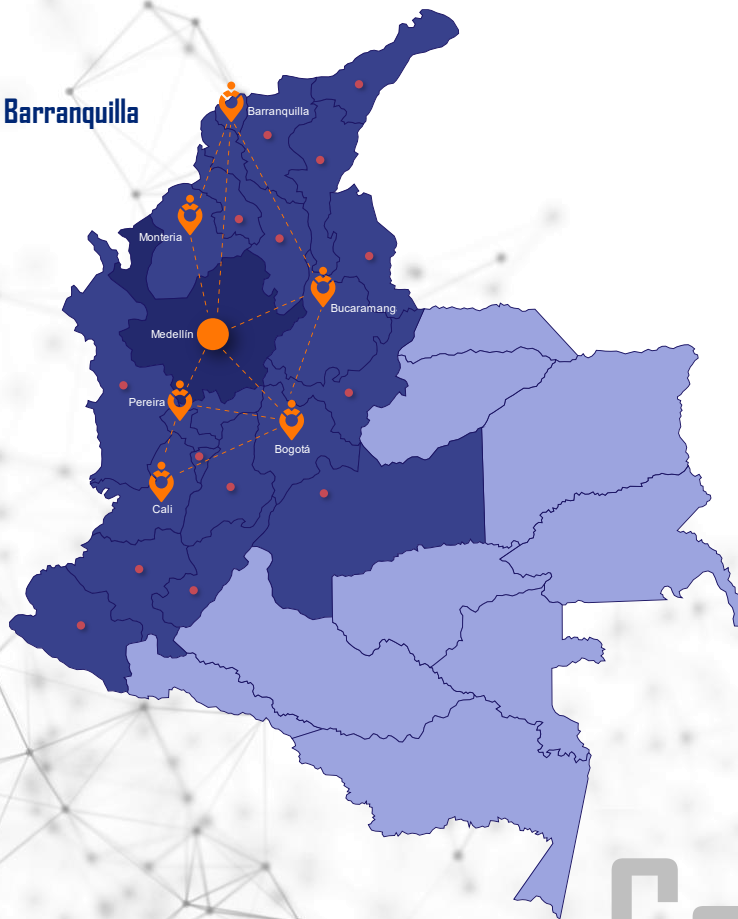 Barranquilla
Barranquilla
Monteria
Bucaramang
Medellín
Pereira
Bogotá
Cali